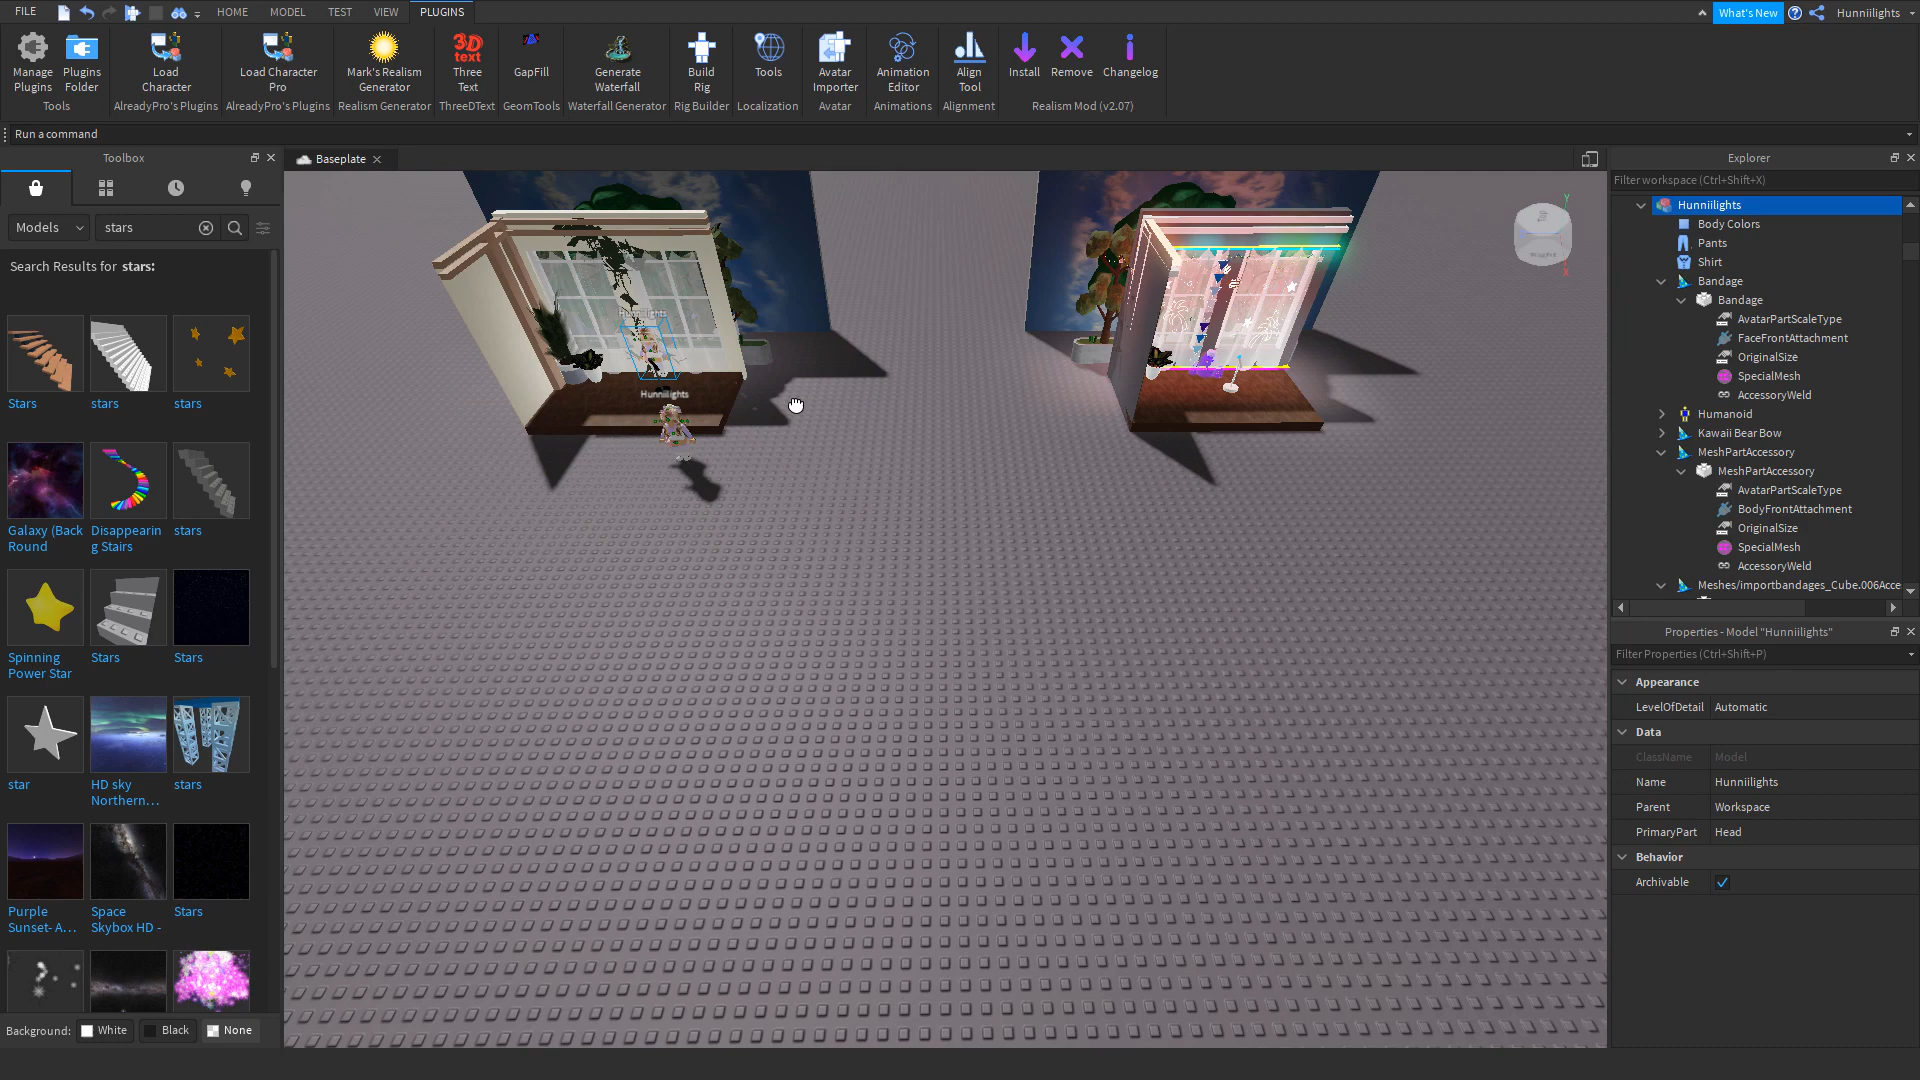 FILE
HOME
MODEL
TEST
VIEW
PLUGINS
What's New
Hunniilights
Manage Plugins
Plugins Folder
Load Character
Load Character Pro
Mark's Realism Generator
Three Text
GapFill
Generate Waterfall
Build Rig
Tools
Avatar Importer
Animation Editor
Align Tool
Install
Remove
Changelog
Tools
AlreadyPro's Plugins
AlreadyPro's Plugins
Realism Generator
ThreeDText
GeomTools
Waterfall Generator
Rig Builder
Localization
Avatar
Animations
Alignment
Realism Mod (v2.07)
Run a command
Toolbox
Models
stars
Search Results for stars:
Stars
stars
stars
Galaxy (Back Round
Disappearin g Stairs
stars
Spinning Power Star
Stars
Stars
star
HD sky Northern...
stars
Purple Sunset- A...
Space Skybox HD -
Stars
Background:
White
Black
None
Baseplate
Hunniilights
Hunniilights
Explorer
Filter workspace (Ctrl+Shift+X)
Hunniilights
Body Colors
Pants
Shirt
Bandage
Bandage
AvatarPartScaleType
FaceFrontAttachment
OriginalSize
SpecialMesh
AccessoryWeld
Humanoid
Kawaii Bear Bow
MeshPartAccessory
MeshPartAccessory
AvatarPartScaleType
BodyFrontAttachment
OriginalSize
SpecialMesh
AccessoryWeld
Meshes/importbandages_Cube.006Acce
Properties - Model "Hunniilights"
Filter Properties (Ctrl+Shift+P)
Appearance
LevelOfDetail Automatic
Data
ClassName Model
Name Hunniilights
Parent Workspace
PrimaryPart Head
Behavior
Archivable